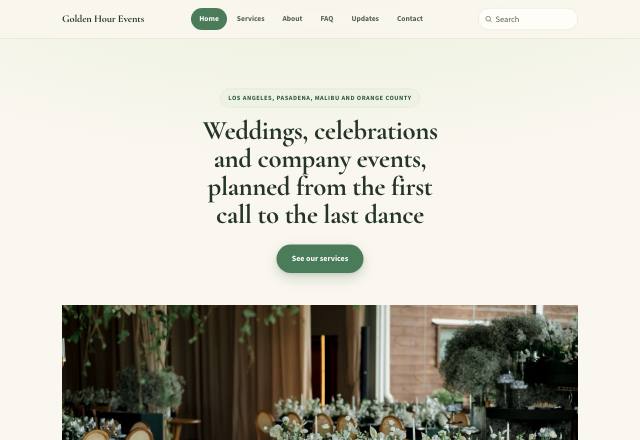 Golden Hour Events
Home Services About FAQ Updates Contact
Search
LOS ANGELES, PASADENA, MALIBU AND ORANGE COUNTY
Weddings, celebrations
and company events,
planned from the first
call to the last dance
See our services